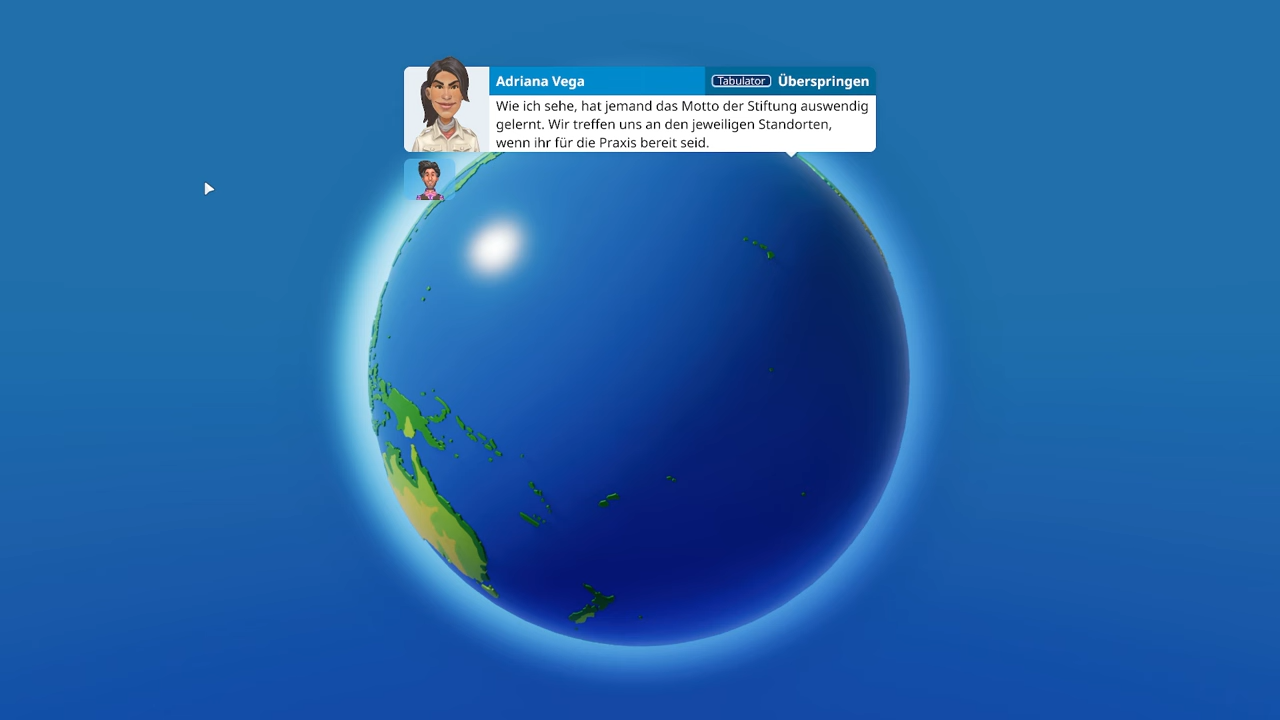 Adriana Vega
Tabulator Überspringen
Wie ich sehe, hat jemand das Motto der Stiftung auswendig
gelernt. Wir treffen uns an den jeweiligen Standorten,
wenn ihr für die Praxis bereit seid.